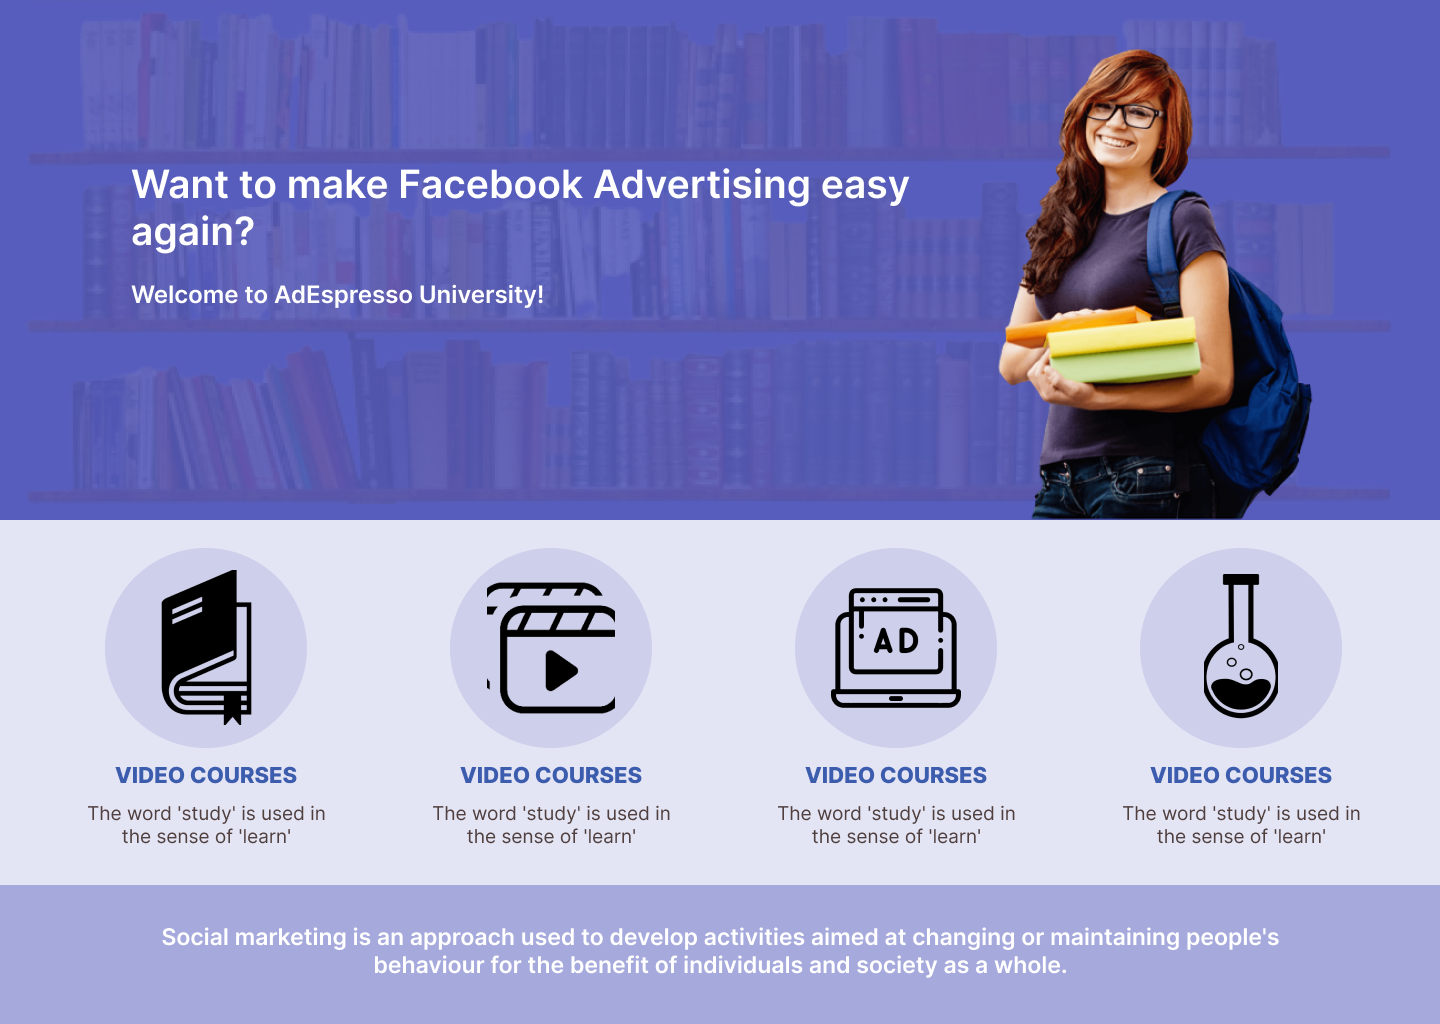 Want to make Facebook Advertising easy
again?
Welcome to AdEspresso University!
AD
VIDEO COURSES
The word 'study' is used in
the sense of 'learn'
VIDEO COURSES
The word 'study' is used in
the sense of 'learn'
VIDEO COURSES
The word 'study' is used in
the sense of 'learn'
VIDEO COURSES
The word 'study' is used in
the sense of 'learn'
Social marketing is an approach used to develop activities aimed at changing or maintaining people's
behaviour for the benefit of individuals and society as a whole.